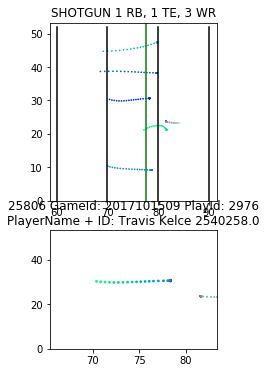 SHOTGUN 1 RB, 1 TE, 3 WR
50
40
30
20
10
0
60 70 80 90
25806 GameId: 2017101509 PlayId: 2976
PlayerName + ID: Travis Kelce 2540258.0
40
20
0
70 75 80